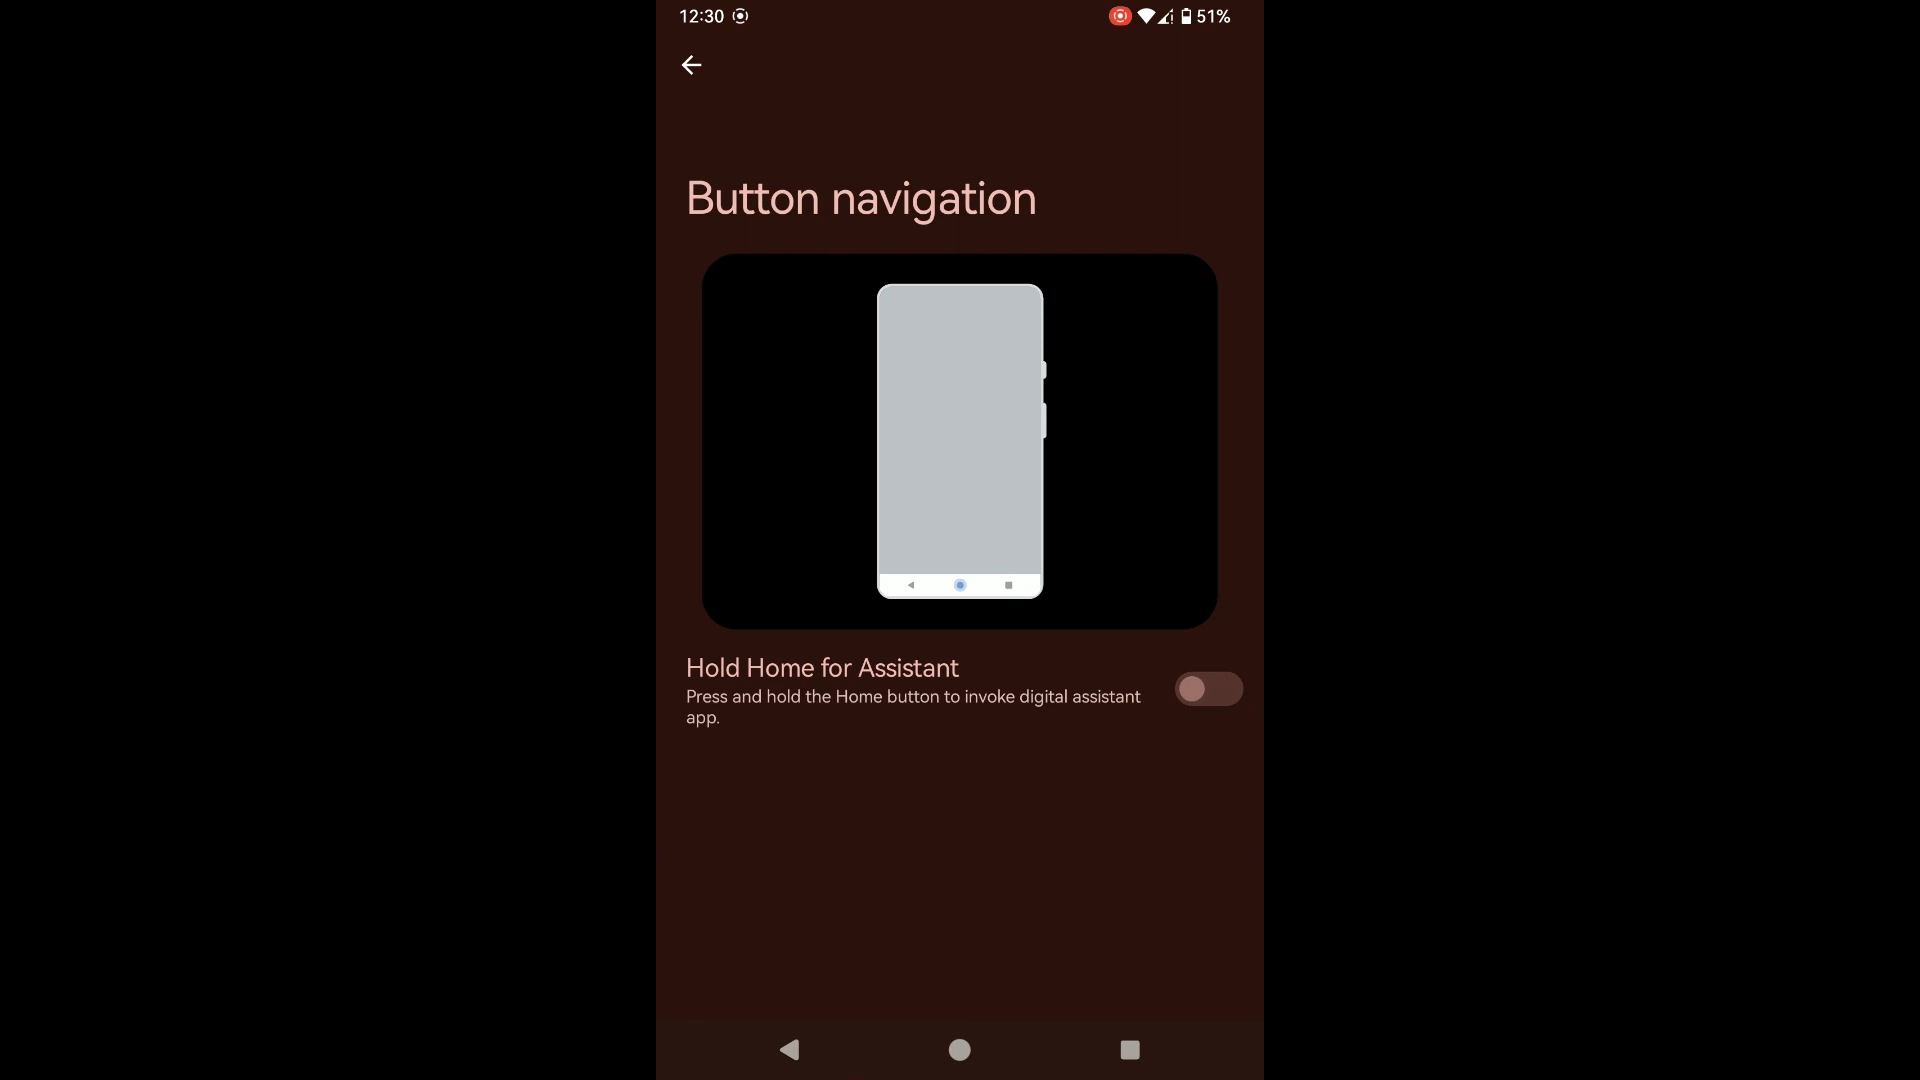 12:30
51%
Button navigation
Hold Home for Assistant
Press and hold the Home button to invoke digital assistant
app.